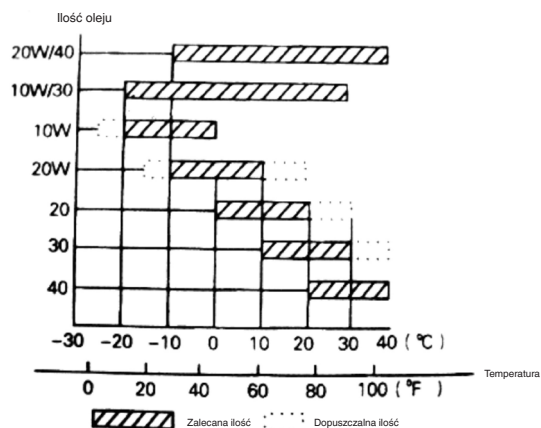 Ilość oleju
20W/40
10W/30
10W
20W
20
30
40
-30 -20 -10 0 10 20 30 40 (°C)
0 20 40 60 80 100 (°F)
Temperatura
Zalecana ilość Dopuszczalna ilość